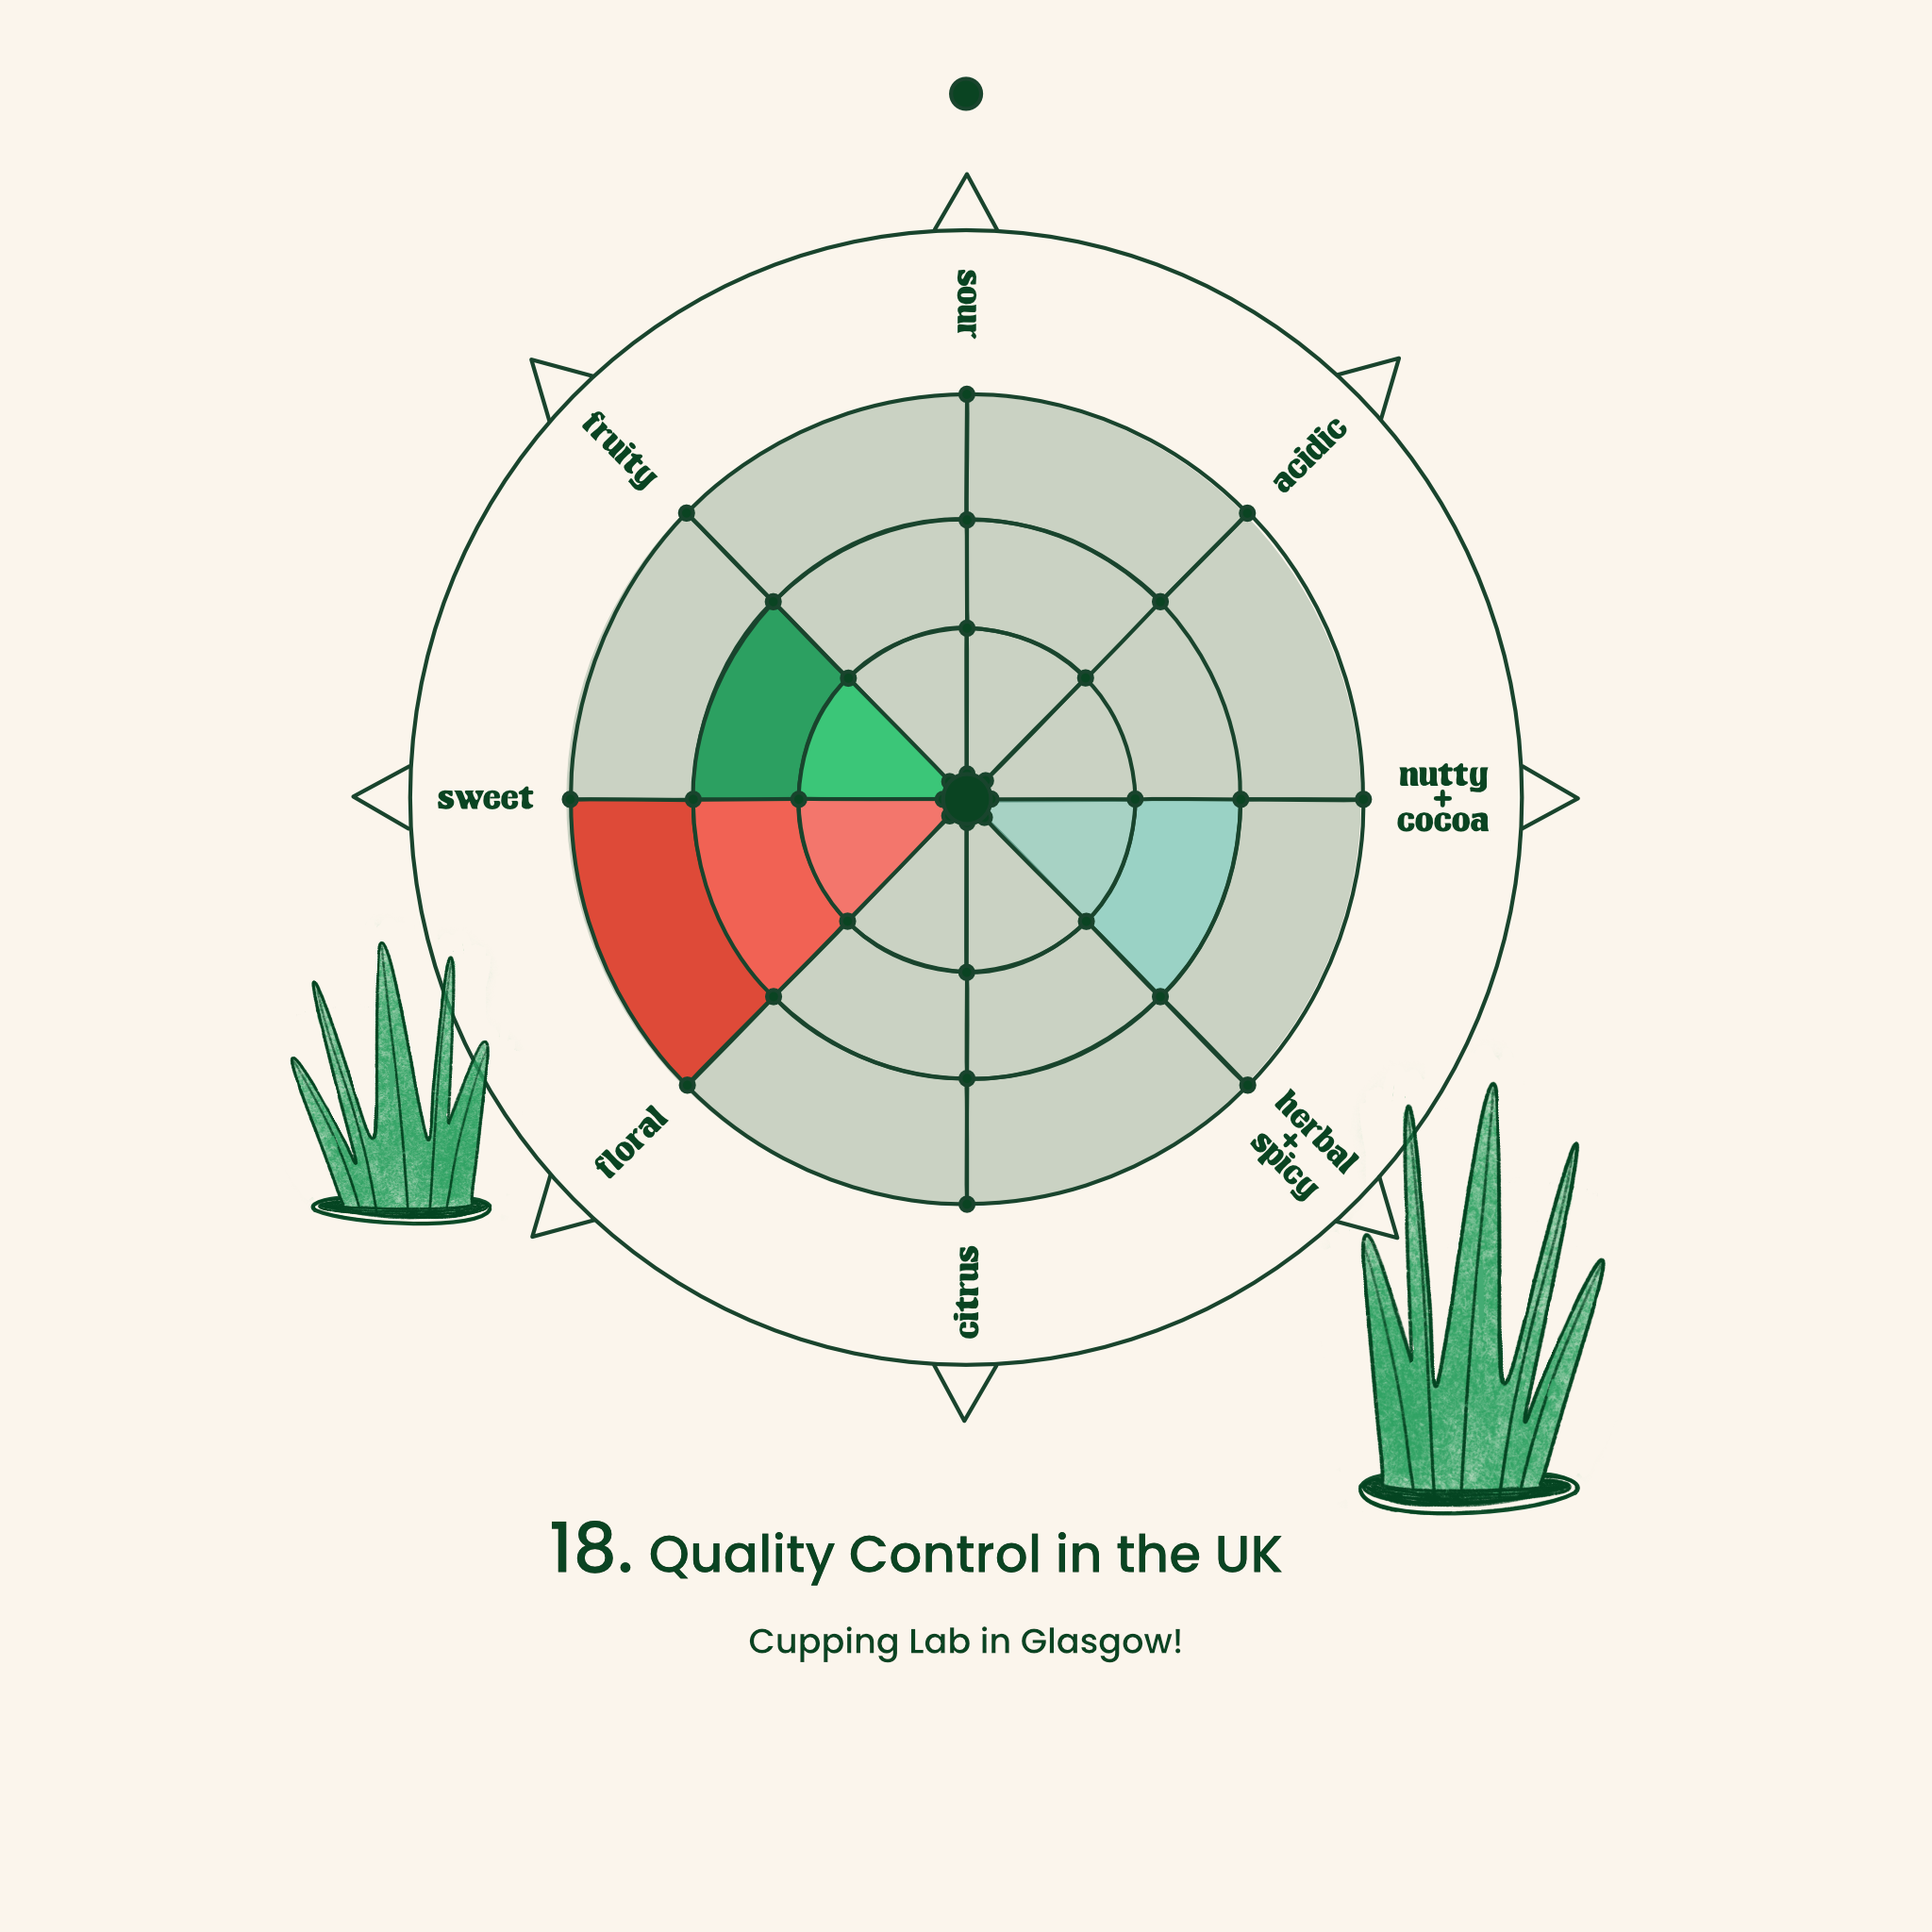 sour
fruity
acidic
sweet
nutty
+
cocoa
floral
herbal
+
spicy
citrus
18. Quality Control in the UK
Cupping Lab in Glasgow!